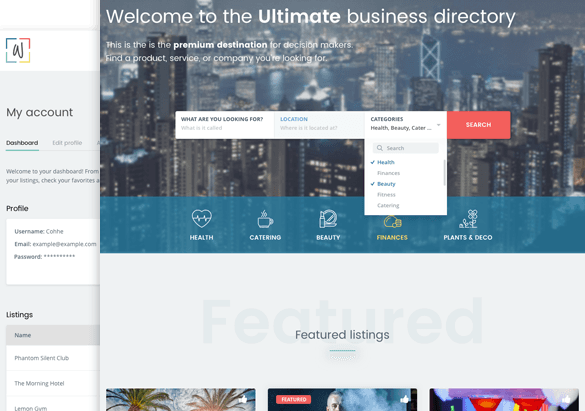 W
My account
Dashboard
Edit profile
Welcome to your dashboard! From
your listings, check your favorites a
Profile
Username: Cohhe
Email: example@example.com
Password: **********
Listings
Name
Phantom Silent Club
The Morning Hotel
Lemon Gym
Welcome to the Ultimate business directory
This is the is the premium destination for decision makers.
Find a product, service, or company you're looking for.
WHAT ARE YOU LOOKING FOR?
What is it called
LOCATION
Where is it located at?
CATEGORIES
Health, Beauty, Cater ...
SEARCH
Search
Health
Finances
Beauty
Fitness
Catering
HEALTH
CATERING
BEAUTY
FINANCES
PLANTS & DECO
Featured
Featured listings
FEATURED